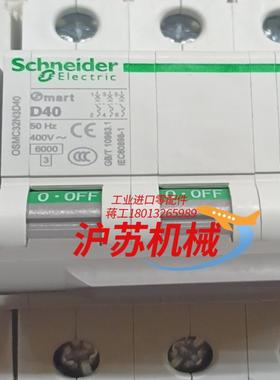 Schneider
Electric
Smart
D40
50 Hz
400V~
6000
3
OSMC32N3D40
GB/T 10963.1
IEC60898-1
O-OFF
O-OFF
工业进口零配件
蒋工18013265989
沪苏机械